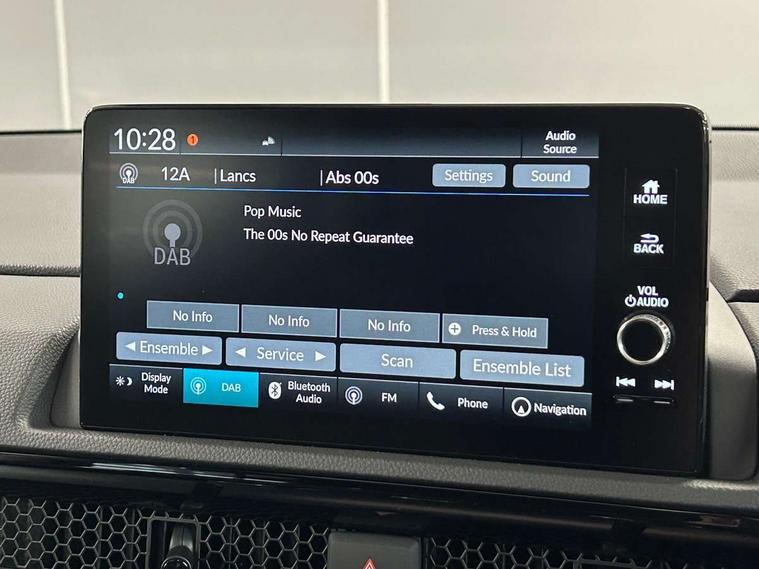 10:28 1
Audio
Source
DAB 12A Lancs Abs 00s Settings Sound
Pop Music
The 00s No Repeat Guarantee
DAB
No Info No Info No Info Press & Hold
Ensemble Service Scan Ensemble List
Display
Mode
DAB
Bluetooth
Audio
FM
Phone
Navigation
HOME
BACK
VOL
AUDIO